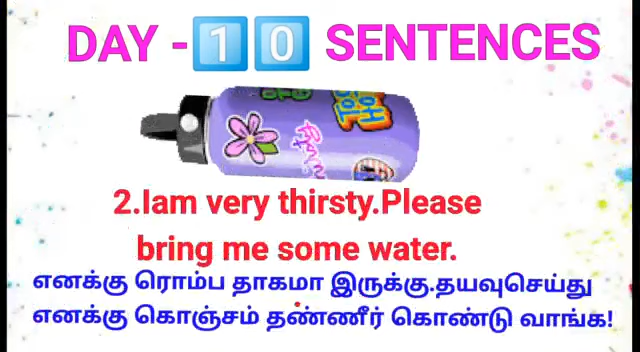 DAY -1️⃣0️⃣ SENTENCES
2.Iam very thirsty.Please
bring me some water.
எனக்கு ரொம்ப தாகமா இருக்கு.தயவுசெய்து
எனக்கு கொஞ்சம் தண்ணீர் கொண்டு வாங்க!